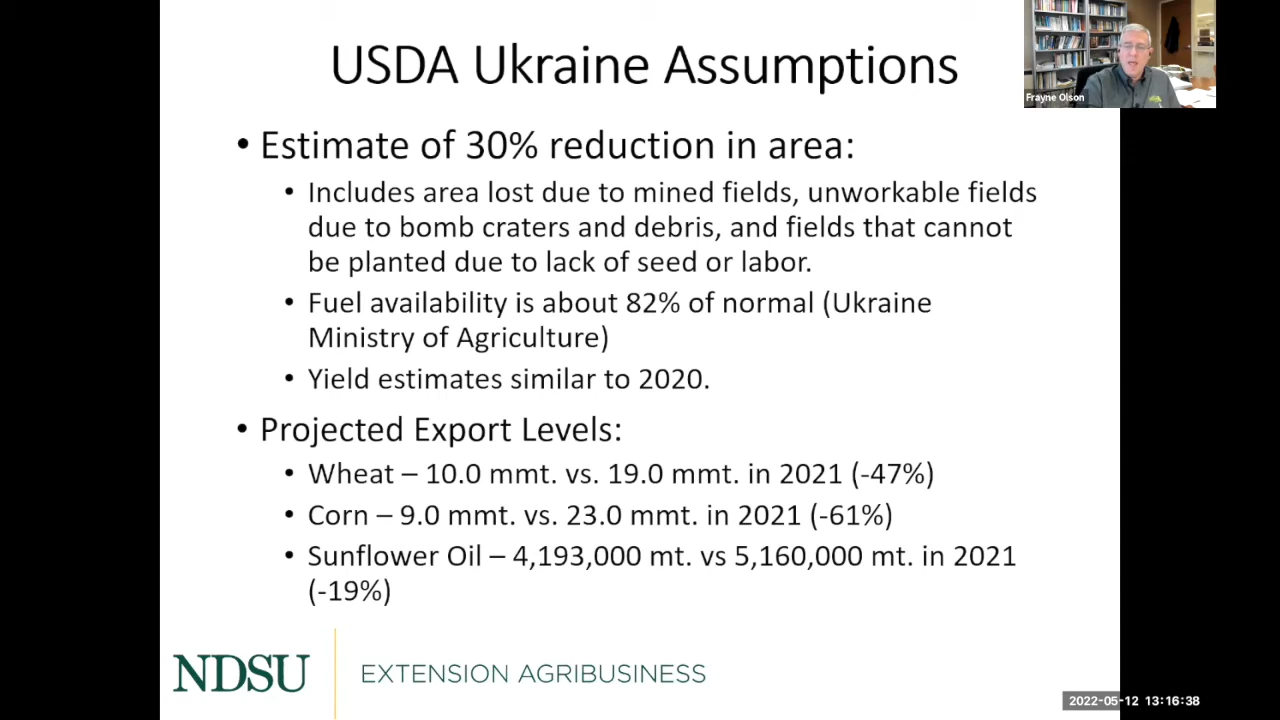 USDA Ukraine Assumptions
Frayne Olson
• Estimate of 30% reduction in area:
• Includes area lost due to mined fields, unworkable fields
due to bomb craters and debris, and fields that cannot
be planted due to lack of seed or labor.
• Fuel availability is about 82% of normal (Ukraine
Ministry of Agriculture)
• Yield estimates similar to 2020.
• Projected Export Levels:
• Wheat – 10.0 mmt. vs. 19.0 mmt. in 2021 (-47%)
• Corn – 9.0 mmt. vs. 23.0 mmt. in 2021 (-61%)
• Sunflower Oil – 4,193,000 mt. vs 5,160,000 mt. in 2021
(-19%)
NDSU EXTENSION AGRIBUSINESS
2022-05-12 13:16:38